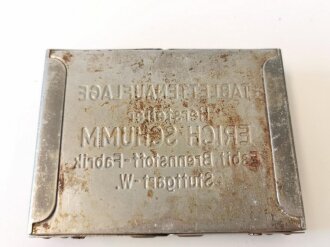 TABLETTENAUFLAGE
Hersteller
ERICH SCHUMM
Esbit Brennstoff-Fabrik
Stuttgart-W.